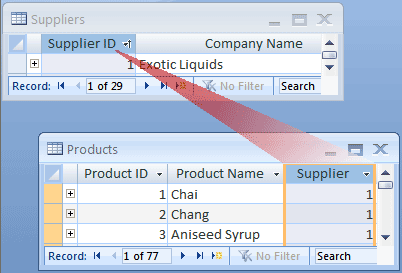 Suppliers
Supplier ID Company Name
1 Exotic Liquids
Record: 1 of 29 No Filter Search
Products
Product ID Product Name Supplier
1 Chai 1
2 Chang 1
3 Aniseed Syrup 1
Record: 1 of 77 No Filter Search